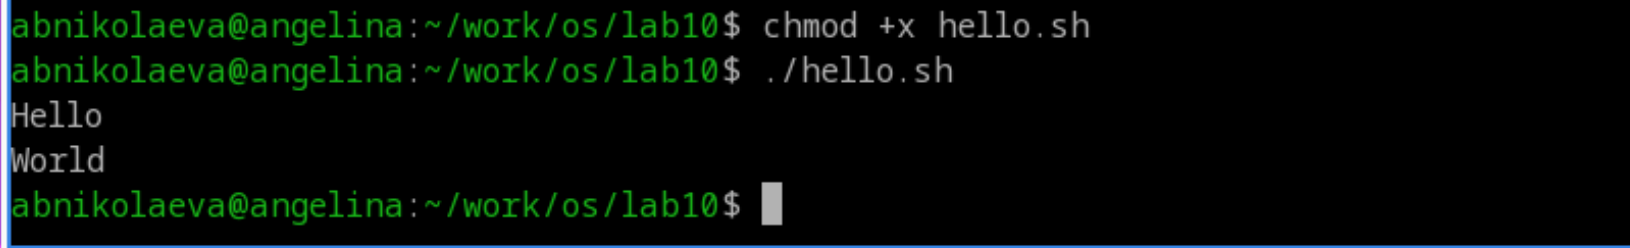 abnikolaeva@angelina:~/work/os/lab10$ chmod +x hello.sh
abnikolaeva@angelina:~/work/os/lab10$ ./hello.sh
Hello
World
abnikolaeva@angelina:~/work/os/lab10$